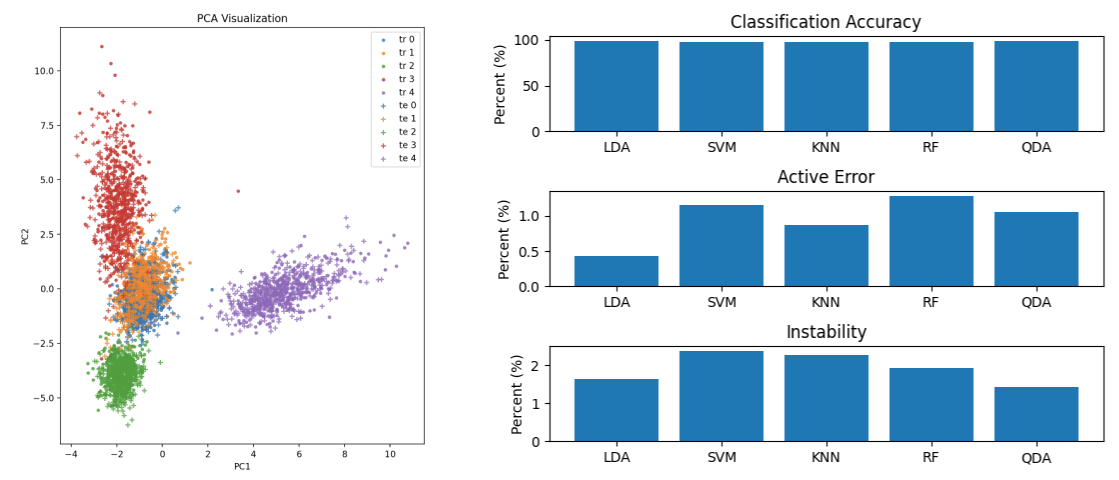 PCA Visualization
10.0
7.5
5.0
2.5
0.0
−2.5
−5.0
PC2
−4 −2 0 2 4 6 8 10
PC1
tr 0
tr 1
tr 2
tr 3
tr 4
te 0
te 1
te 2
te 3
te 4
Classification Accuracy
Percent (%)
100
50
0
LDA SVM KNN RF QDA
Active Error
Percent (%)
1.0
0.5
0.0
LDA SVM KNN RF QDA
Instability
Percent (%)
2
1
0
LDA SVM KNN RF QDA